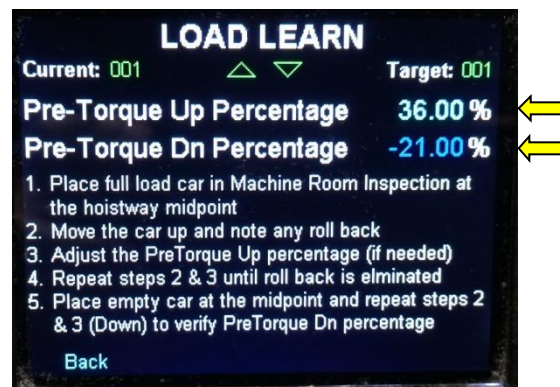 LOAD LEARN
Current: 001 Target: 001
Pre-Torque Up Percentage 36.00 %
Pre-Torque Dn Percentage -21.00 %
1. Place full load car in Machine Room Inspection at
the hoistway midpoint
2. Move the car up and note any roll back
3. Adjust the PreTorque Up percentage (if needed)
4. Repeat steps 2 & 3 until roll back is elminated
5. Place empty car at the midpoint and repeat steps 2
& 3 (Down) to verify PreTorque Dn percentage
Back